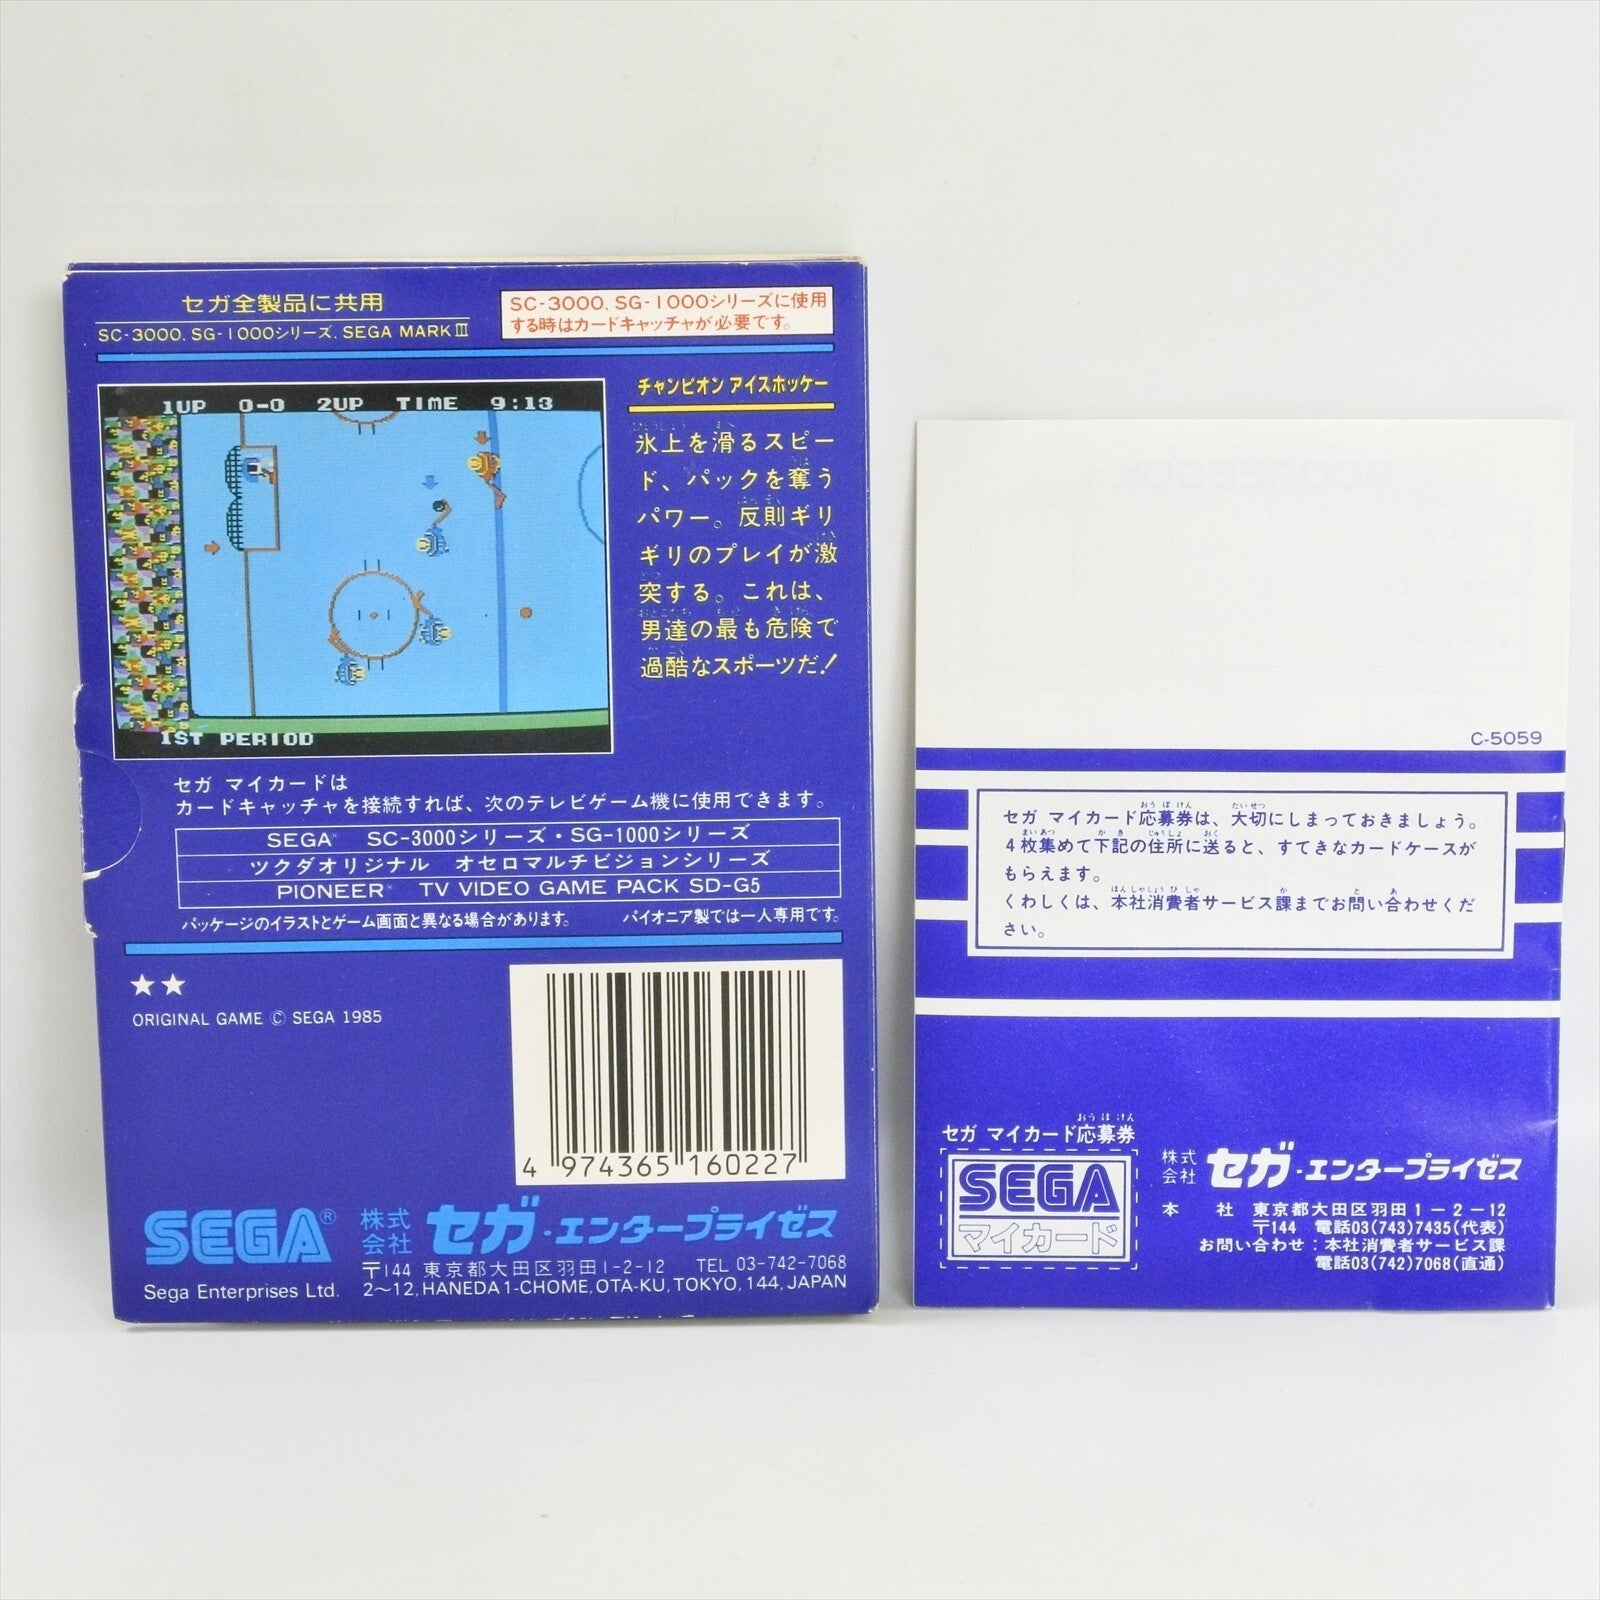 セガ全製品に共用
SC-3000, SG-1000シリーズ, SEGA MARK III
SC-3000, SG-1000シリーズに使用
する時はカードキャッチャが必要です。
1UP 0-0 2UP TIME 9:13
1ST PERIOD
チャンピオン アイスホッケー
氷上を滑るスピー
ド、パックを奪う
パワー。反則ギリ
ギリのプレイが激
突する。これは、
男達の最も危険で
過酷なスポーツだ!
セガ マイカードは
カードキャッチャを接続すれば、次のテレビゲーム機に使用できます。
SEGA® SC-3000シリーズ・SG-1000シリーズ
ツクダオリジナル オセロマルチビジョンシリーズ
PIONEER® TV VIDEO GAME PACK SD-G5
パッケージのイラストとゲーム画面と異なる場合があります。 パイオニア製では一人専用です。
★★
ORIGINAL GAME © SEGA 1985
4 974365 160227
SEGA® 株式会社 セガ・エンタープライゼス
〒144 東京都大田区羽田1-2-12 TEL 03-742-7068
Sega Enterprises Ltd. 2〜12, HANEDA 1-CHOME, OTA-KU, TOKYO, 144, JAPAN
C-5059
セガ マイカード応募券は、大切にしまっておきましょう。
4枚集めて下記の住所に送ると、すてきなカードケースが
もらえます。
くわしくは、本社消費者サービス課までお問い合わせくだ
さい。
おうぼけん
セガ マイカード応募券
SEGA
マイカード
株式会社 セガ・エンタープライゼス
本 社 東京都大田区羽田1-2-12
〒144 電話03(743)7435(代表)
お問い合わせ：本社消費者サービス課
電話03(742)7068(直通)